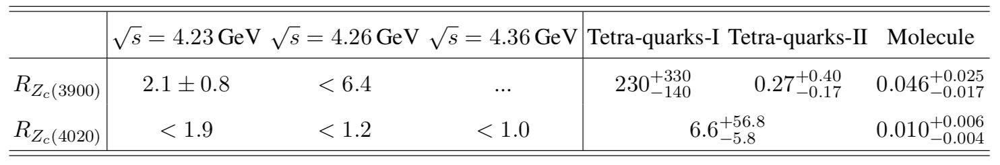 √s = 4.23 GeV √s = 4.26 GeV √s = 4.36 GeV Tetra-quarks-I Tetra-quarks-II Molecule
R_{Z_c(3900)} 2.1 ± 0.8 < 6.4 ... 230^{+330}_{-140} 0.27^{+0.40}_{-0.17} 0.046^{+0.025}_{-0.017}
R_{Z_c(4020)} < 1.9 < 1.2 < 1.0 6.6^{+56.8}_{-5.8} 0.010^{+0.006}_{-0.004}